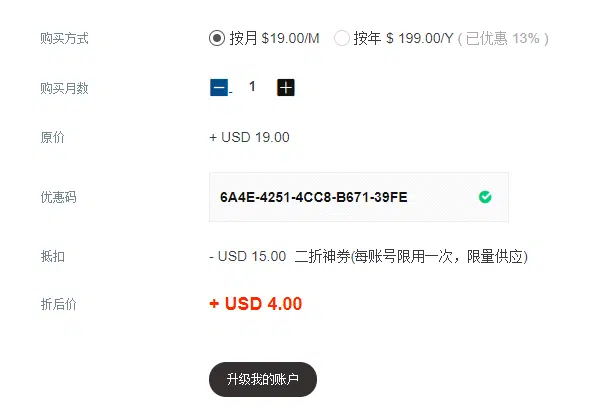 购买方式 按月 $19.00/M 按年 $ 199.00/Y ( 已优惠 13% )
购买月数 1
原价 + USD 19.00
优惠码 6A4E-4251-4CC8-B671-39FE
抵扣 - USD 15.00 二折神券(每账号限用一次，限量供应)
折后价 + USD 4.00
升级我的账户